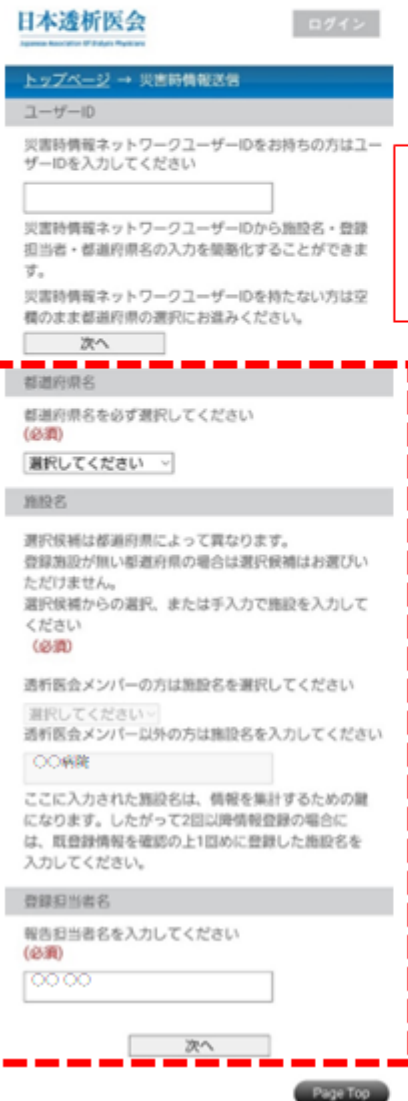 日本透析医会
Japanese Association Of Dialysis Physicians
ログイン
トップページ → 災害時情報送信
ユーザーID
災害時情報ネットワークユーザーIDをお持ちの方はユー
ザーIDを入力してください
災害時情報ネットワークユーザーIDから施設名・登録
担当者・都道府県名の入力を簡略化することができま
す。
災害時情報ネットワークユーザーIDを持たない方は空
欄のまま都道府県の選択にお進みください。
次へ
都道府県名
都道府県名を必ず選択してください
(必須)
選択してください
施設名
選択候補は都道府県によって異なります。
登録施設が無い都道府県の場合は選択候補はお選びい
ただけません。
選択候補からの選択、または手入力で施設を入力して
ください
(必須)
透析医会メンバーの方は施設名を選択してください
選択してください
透析医会メンバー以外の方は施設名を入力してください
〇〇病院
ここに入力された施設名は、情報を集計するための鍵
になります。したがって2回以降情報登録の場合に
は、既登録情報を確認の上1回めに登録した施設名を
入力してください。
登録担当者名
報告担当者名を入力してください
(必須)
〇〇 〇〇
次へ
Page Top